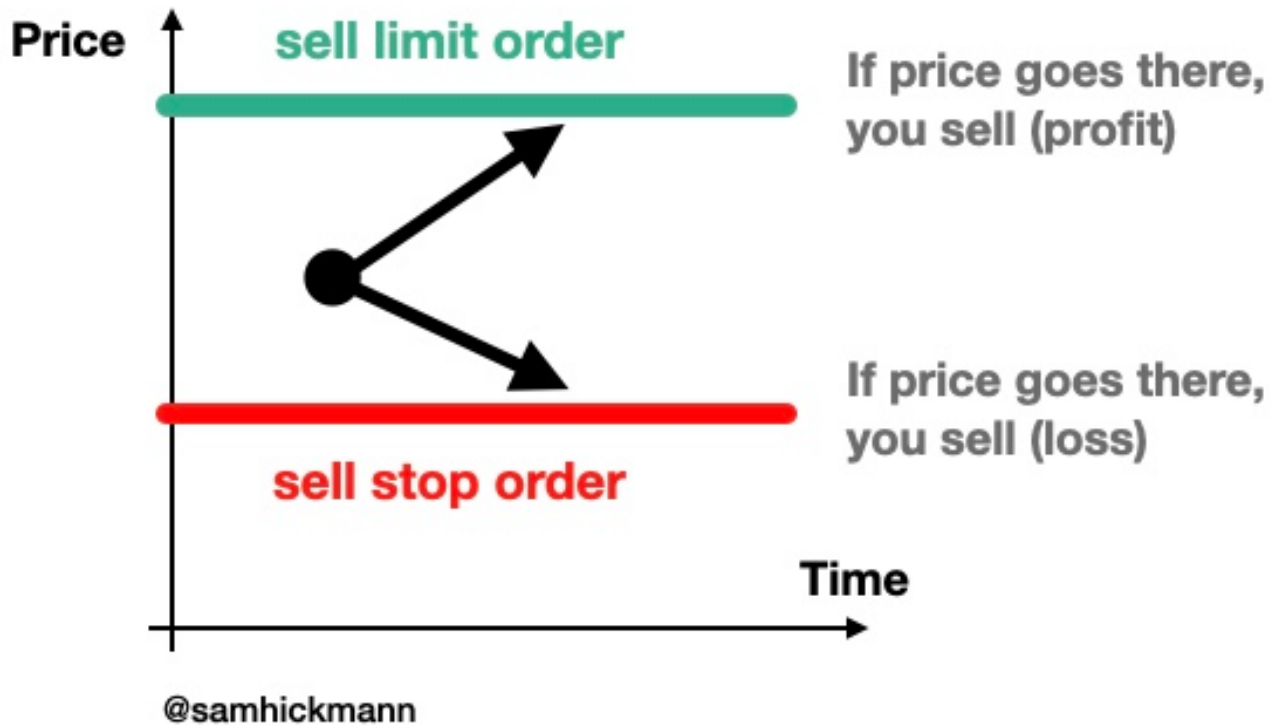 Price
sell limit order
If price goes there,
you sell (profit)
If price goes there,
you sell (loss)
sell stop order
Time
@samhickmann